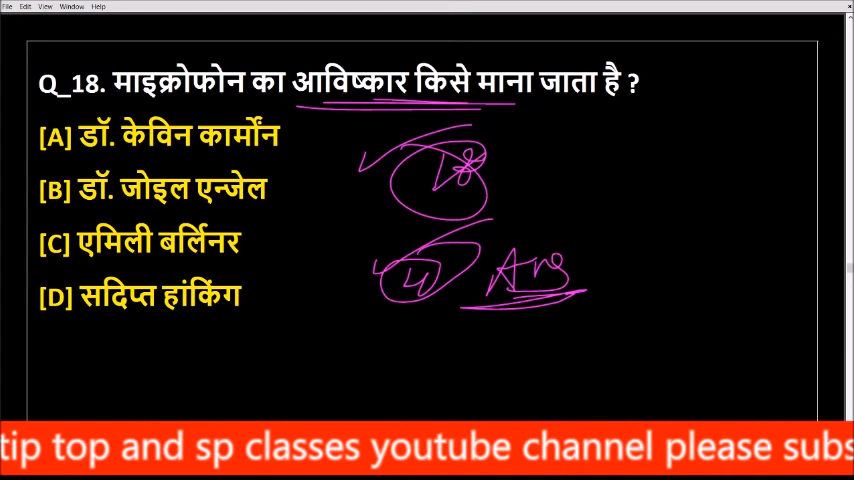 File Edit View Window Help
Q_18. माइक्रोफोन का आविष्कार किसे माना जाता है ?
[A] डॉ. केविन कार्मोंन
[B] डॉ. जोइल एन्जेल
[C] एमिली बर्लिनर
[D] सदिप्त हांकिंग
18
Ans
tip top and sp classes youtube channel please subs